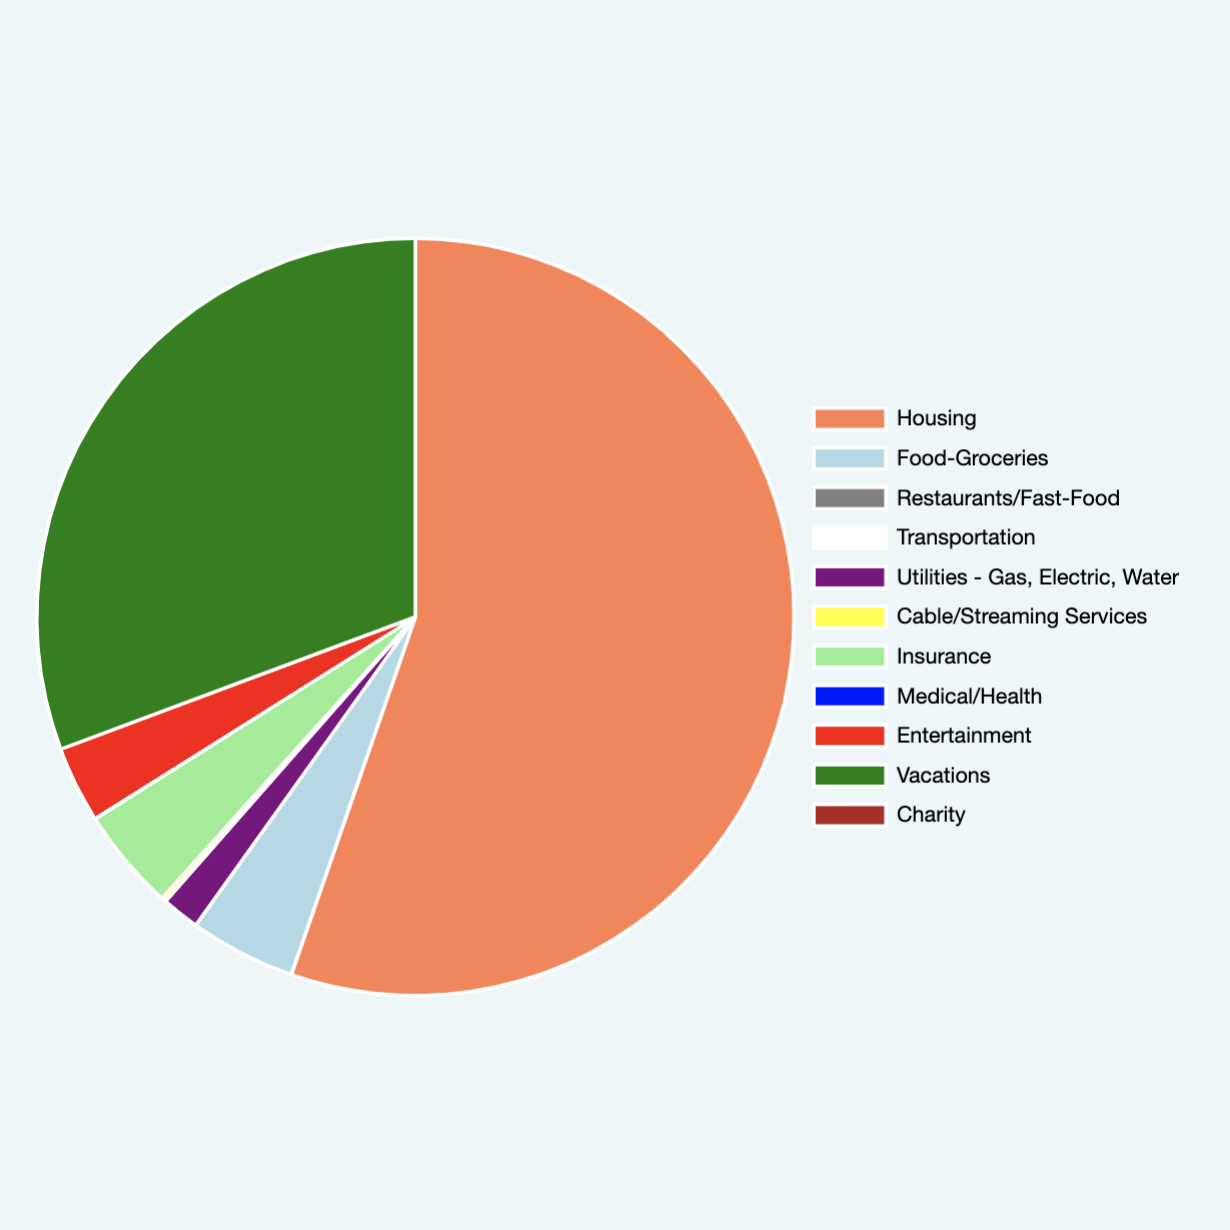 Housing
Food-Groceries
Restaurants/Fast-Food
Transportation
Utilities - Gas, Electric, Water
Cable/Streaming Services
Insurance
Medical/Health
Entertainment
Vacations
Charity